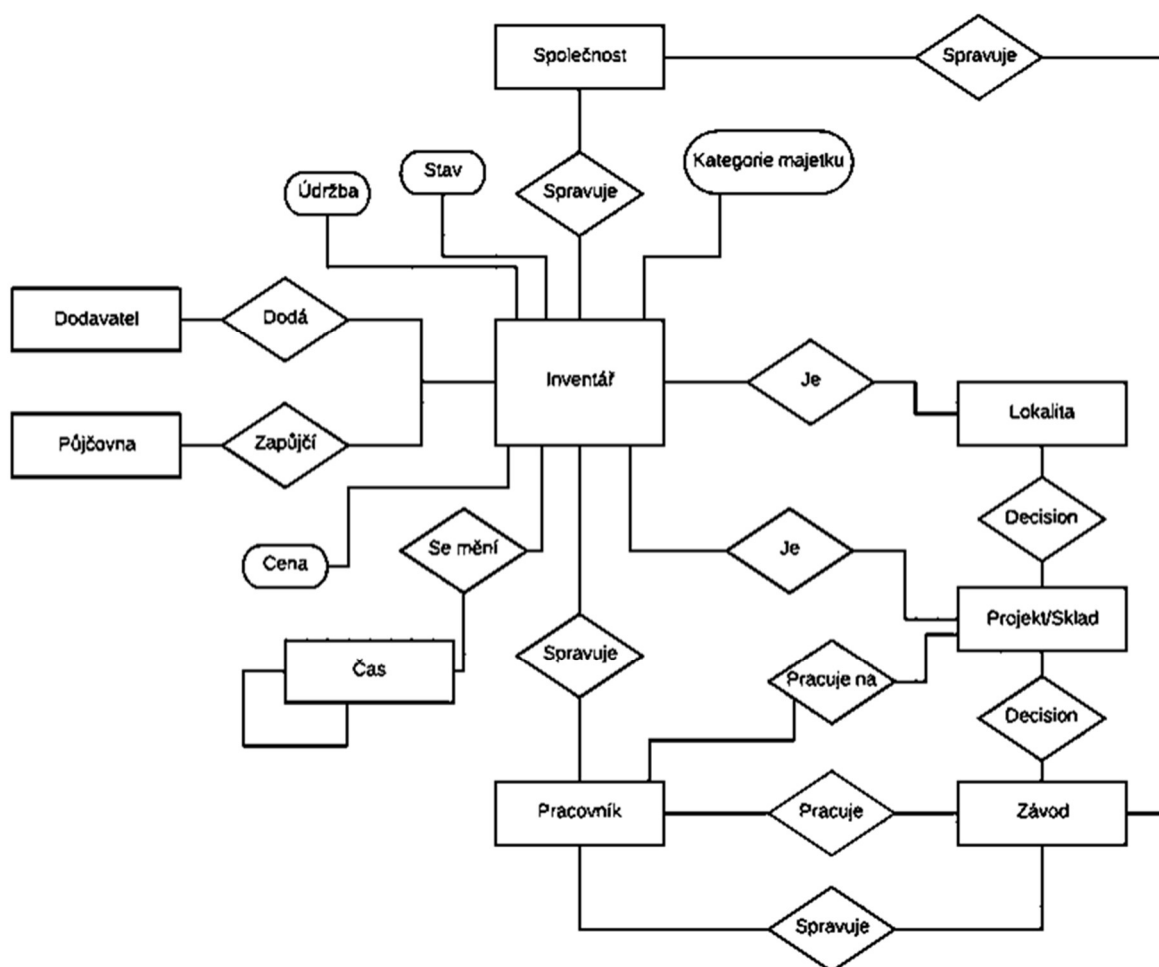 Společnost
Spravuje
Kategorie majetku
Stav
Údržba
Spravuje
Dodavatel
Dodá
Inventář
Je
Lokalita
Půjčovna
Zapůjčí
Decision
Se mění
Je
Cena
Projekt/Sklad
Čas
Spravuje
Pracuje na
Decision
Pracovník
Pracuje
Závod
Spravuje